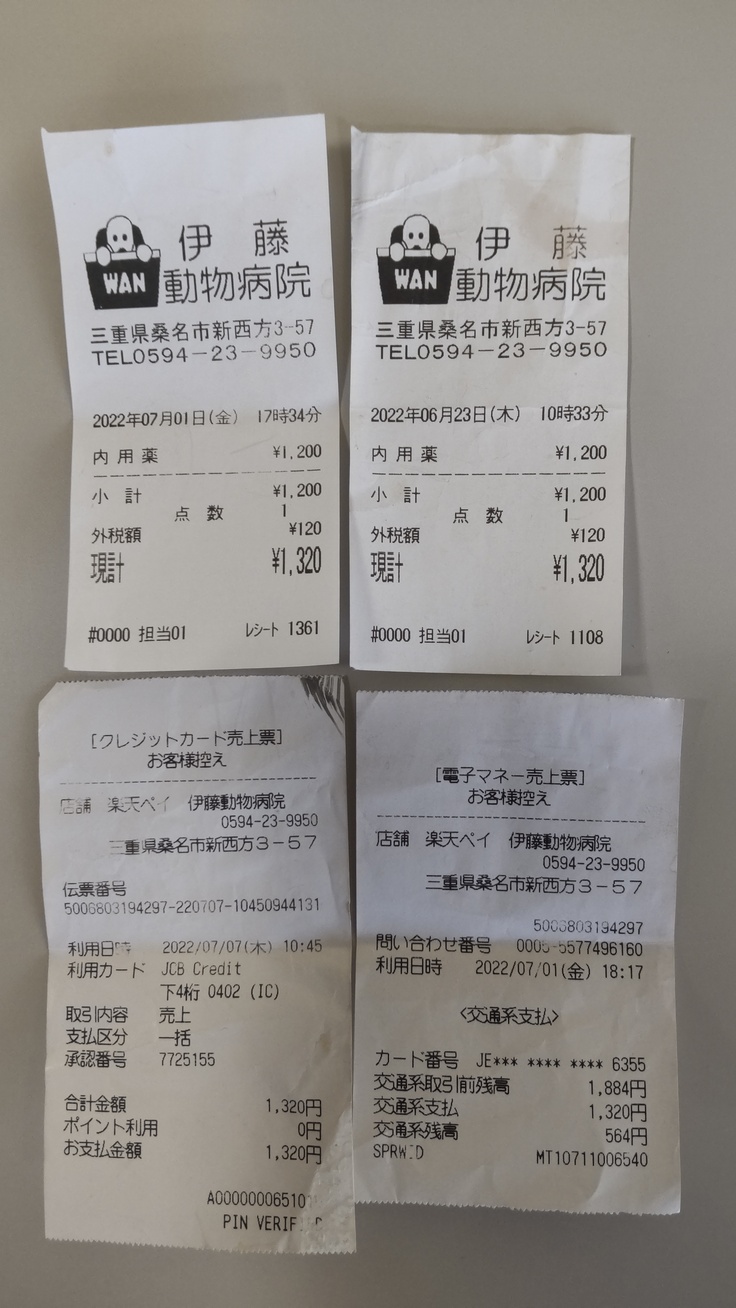 WAN
伊藤
動物病院
三重県桑名市新西方3-57
TEL0594-23-9950
2022年07月01日(金) 17時34分
内用薬 ¥1,200
小計 ¥1,200
点数 1
外税額 ¥120
現計 ¥1,320
#0000 担当01 レシート 1361
WAN
伊藤
動物病院
三重県桑名市新西方3-57
TEL0594-23-9950
2022年06月23日(木) 10時33分
内用薬 ¥1,200
小計 ¥1,200
点数 1
外税額 ¥120
現計 ¥1,320
#0000 担当01 レシート 1108
[クレジットカード売上票]
お客様控え
店舗 楽天ペイ 伊藤動物病院
0594-23-9950
三重県桑名市新西方3-57
伝票番号
5006803194297-220707-10450944131
利用日時 2022/07/07(木) 10:45
利用カード JCB Credit
下4桁 0402 (IC)
取引内容 売上
支払区分 一括
承認番号 7725155
合計金額 1,320円
ポイント利用 0円
お支払金額 1,320円
PIN
[電子マネー売上票]
お客様控え
店舗 楽天ペイ 伊藤動物病院
0594-23-9950
三重県桑名市新西方3-57
5006803194297
問い合わせ番号 0005-5577496160
利用日時 2022/07/01(金) 18:17
<交通系支払>
カード番号 JE*** **** **** 6355
交通系取引前残高 1,884円
交通系支払 1,320円
交通系残高 564円
MT10711006540